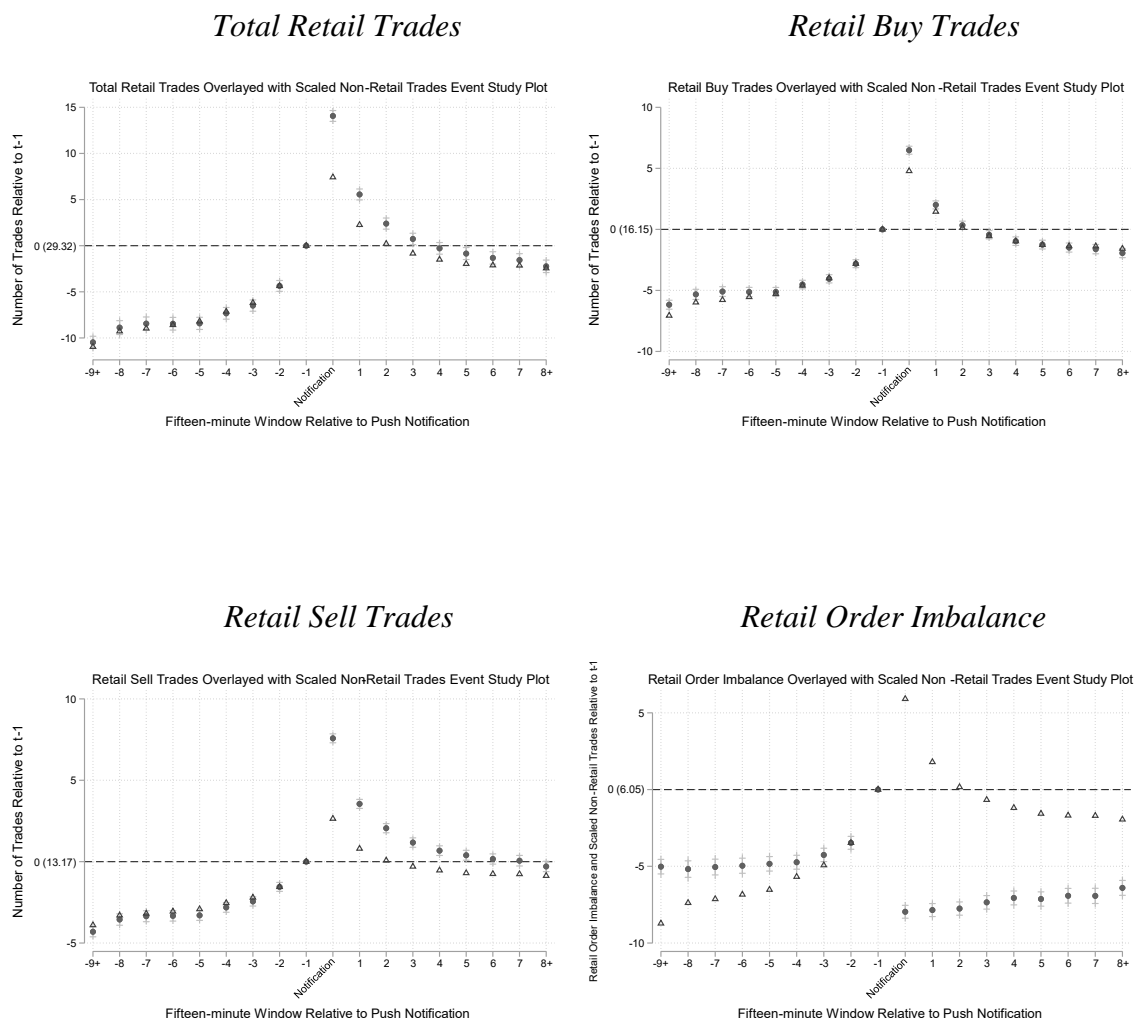 Total Retail Trades
Total Retail Trades Overlayed with Scaled Non-Retail Trades Event Study Plot
Number of Trades Relative to t-1
15
10
5
0 (29.32)
-5
-10
-9+ -8 -7 -6 -5 -4 -3 -2 -1 Notification 1 2 3 4 5 6 7 8+
Fifteen-minute Window Relative to Push Notification
Retail Buy Trades
Retail Buy Trades Overlayed with Scaled Non -Retail Trades Event Study Plot
Number of Trades Relative to t-1
10
5
0 (16.15)
-5
-10
-9+ -8 -7 -6 -5 -4 -3 -2 -1 Notification 1 2 3 4 5 6 7 8+
Fifteen-minute Window Relative to Push Notification
Retail Sell Trades
Retail Sell Trades Overlayed with Scaled Non-Retail Trades Event Study Plot
Number of Trades Relative to t-1
10
5
0 (13.17)
-5
-9+ -8 -7 -6 -5 -4 -3 -2 -1 Notification 1 2 3 4 5 6 7 8+
Fifteen-minute Window Relative to Push Notification
Retail Order Imbalance
Retail Order Imbalance Overlayed with Scaled Non -Retail Trades Event Study Plot
Retail Order Imbalance and Scaled Non-Retail Trades Relative to t-1
5
0 (6.05)
-5
-10
-9+ -8 -7 -6 -5 -4 -3 -2 -1 Notification 1 2 3 4 5 6 7 8+
Fifteen-minute Window Relative to Push Notification